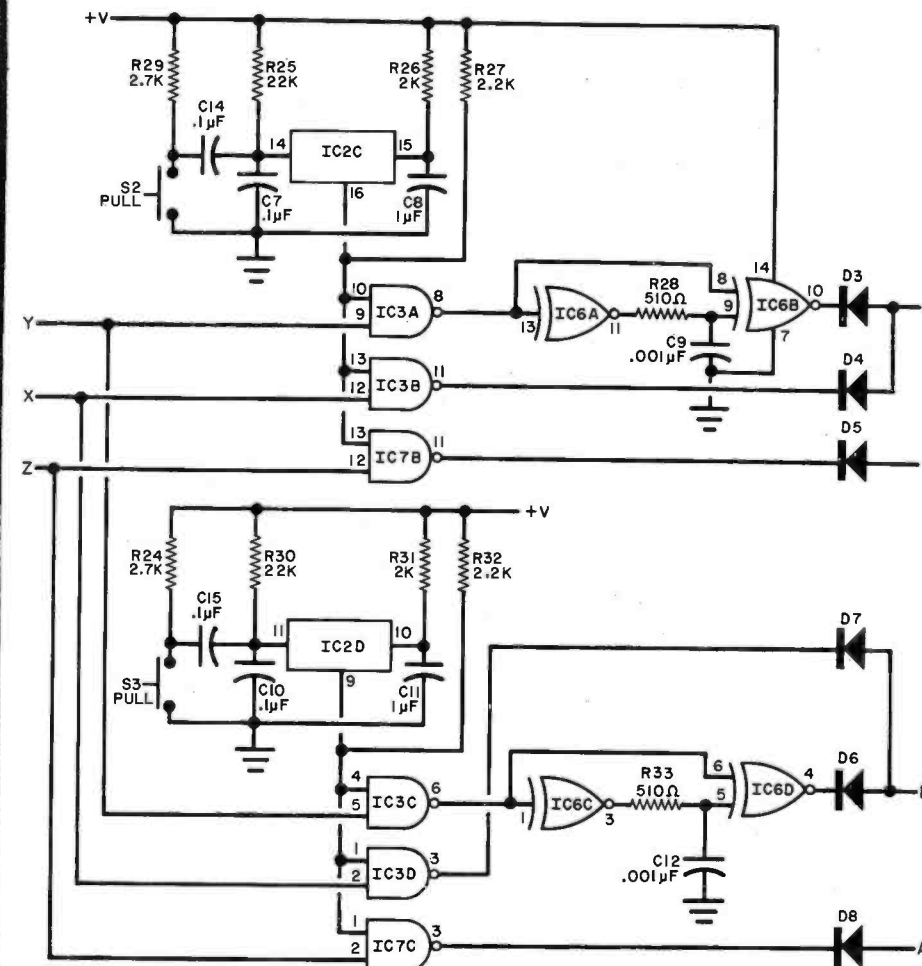 +V
R29
2.7K
R25
22K
R26
2K
R27
2.2K
C14
.1µF
14
IC2C
15
16
S2
PULL
C7
.1µF
C8
1µF
10
9
IC3A
8
13
IC6A
11
R28
510Ω
8
9
14
IC6B
10
7
D3
C9
.001µF
Y
13
12
IC3B
11
D4
X
13
12
IC7B
11
D5
Z
+V
R24
2.7K
R30
22K
R31
2K
R32
2.2K
C15
.1µF
11
IC2D
10
9
S3
PULL
C10
.1µF
C11
1µF
D7
4
5
IC3C
6
1
IC6C
3
R33
510Ω
6
5
IC6D
4
D6
C12
.001µF
1
2
IC3D
3
1
2
IC7C
3
D8